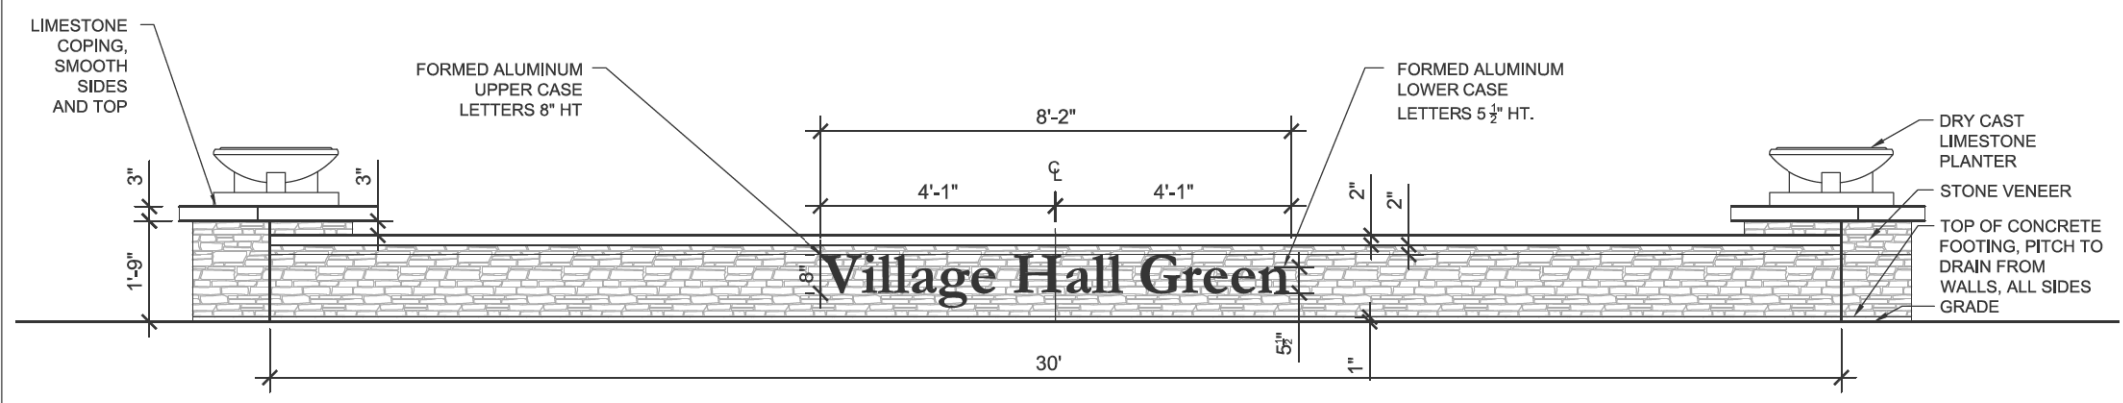 LIMESTONE
COPING,
SMOOTH
SIDES
AND TOP
FORMED ALUMINUM
UPPER CASE
LETTERS 8" HT
FORMED ALUMINUM
LOWER CASE
LETTERS 5 1/2" HT.
DRY CAST
LIMESTONE
PLANTER
STONE VENEER
TOP OF CONCRETE
FOOTING, PITCH TO
DRAIN FROM
WALLS, ALL SIDES
GRADE
8'-2"
CL
4'-1"
4'-1"
3"
3"
2"
2"
1'-9"
8"
Village Hall Green
5 1/2"
1"
30'